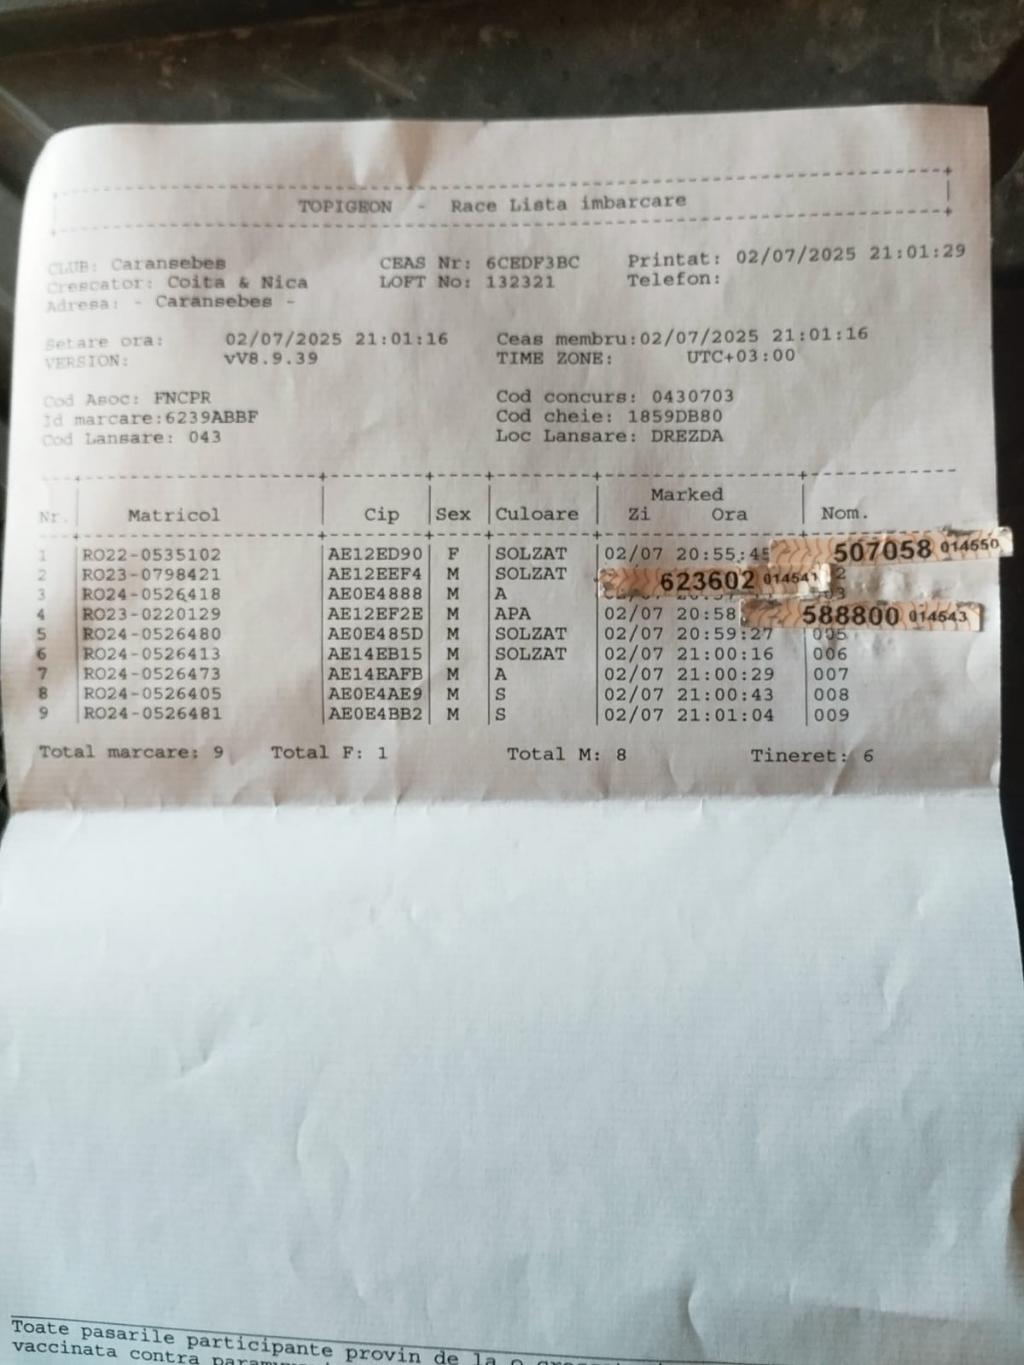 TOPIGEON - Race Lista imbarcare
CLUB: Caransebes CEAS Nr: 6CEDF3BC Printat: 02/07/2025 21:01:29
Crescator: Coita & Nica LOFT No: 132321 Telefon:
Adresa: - Caransebes -
Setare ora: 02/07/2025 21:01:16 Ceas membru:02/07/2025 21:01:16
VERSION: vV8.9.39 TIME ZONE: UTC+03:00
Cod Asoc: FNCPR Cod concurs: 0430703
Id marcare:6239ABBF Cod cheie: 1859DB80
Cod Lansare: 043 Loc Lansare: DREZDA
Marked
Nr. Matricol Cip Sex Culoare Zi Ora Nom.
1 RO22-0535102 AE12ED90 F SOLZAT 02/07 20:55:45 507058 014550
2 RO23-0798421 AE12EEF4 M SOLZAT 623602 014541 2
3 RO24-0526418 AE0E4888 M A
4 RO23-0220129 AE12EF2E M APA 02/07 20:58 588800 014543
5 RO24-0526480 AE0E485D M SOLZAT 02/07 20:59:27 005
6 RO24-0526413 AE14EB15 M SOLZAT 02/07 21:00:16 006
7 RO24-0526473 AE14EAFB M A 02/07 21:00:29 007
8 RO24-0526405 AE0E4AE9 M S 02/07 21:00:43 008
9 RO24-0526481 AE0E4BB2 M S 02/07 21:01:04 009
Total marcare: 9 Total F: 1 Total M: 8 Tineret: 6
Toate pasarile participante provin de la o
vaccinata contra